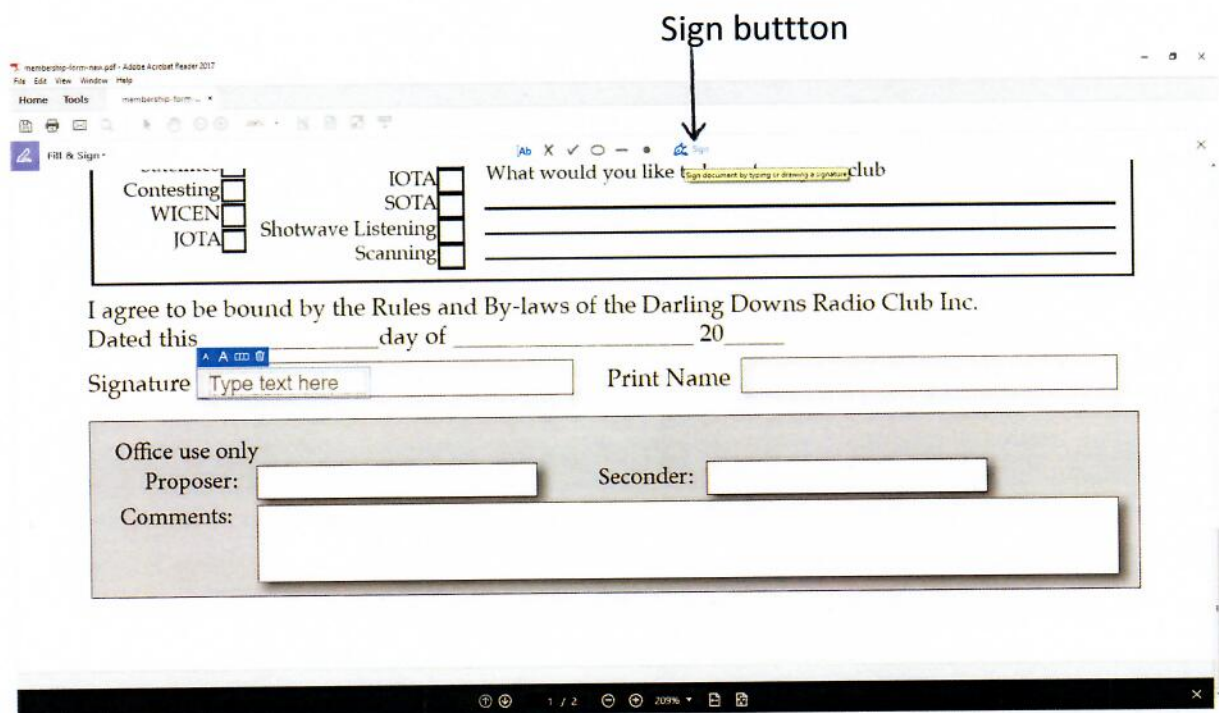 Sign buttton
membership-form-new.pdf - Adobe Acrobat Reader 2017
File Edit View Window Help
Home Tools membership-form-... ×
Fill & Sign
Ab Sign
Sign document by typing or drawing a signature
What would you like t club
Contesting
WICEN
JOTA
IOTA
SOTA
Shotwave Listening
Scanning
I agree to be bound by the Rules and By-laws of the Darling Downs Radio Club Inc.
Dated this day of 20
A A
Signature Type text here Print Name
Office use only
Proposer: Seconder:
Comments:
1 / 2 209%